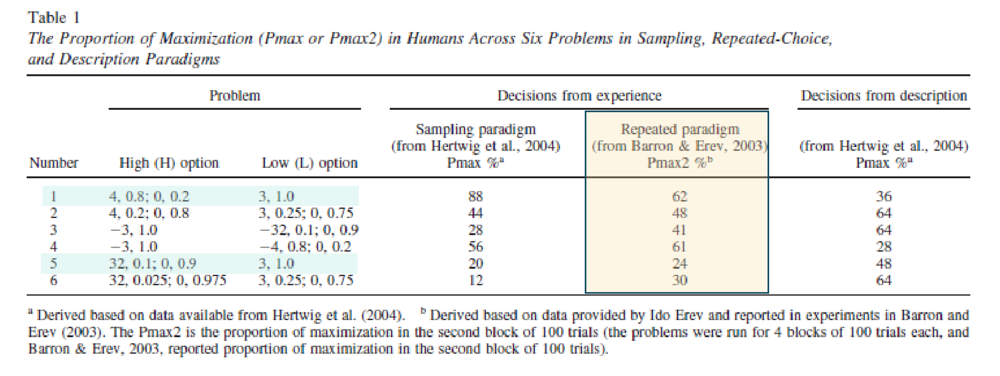 Table 1
The Proportion of Maximization (Pmax or Pmax2) in Humans Across Six Problems in Sampling, Repeated-Choice,
and Description Paradigms
Problem Decisions from experience Decisions from description
Sampling paradigm Repeated paradigm
(from Hertwig et al., 2004) (from Barron & Erev, 2003) (from Hertwig et al., 2004)
Number High (H) option Low (L) option Pmax %ª Pmax2 %ᵇ Pmax %ª
1 4, 0.8; 0, 0.2 3, 1.0 88 62 36
2 4, 0.2; 0, 0.8 3, 0.25; 0, 0.75 44 48 64
3 −3, 1.0 −32, 0.1; 0, 0.9 28 41 64
4 −3, 1.0 −4, 0.8; 0, 0.2 56 61 28
5 32, 0.1; 0, 0.9 3, 1.0 20 24 48
6 32, 0.025; 0, 0.975 3, 0.25; 0, 0.75 12 30 64
ª Derived based on data available from Hertwig et al. (2004). ᵇ Derived based on data provided by Ido Erev and reported in experiments in Barron and
Erev (2003). The Pmax2 is the proportion of maximization in the second block of 100 trials (the problems were run for 4 blocks of 100 trials each, and
Barron & Erev, 2003, reported proportion of maximization in the second block of 100 trials).